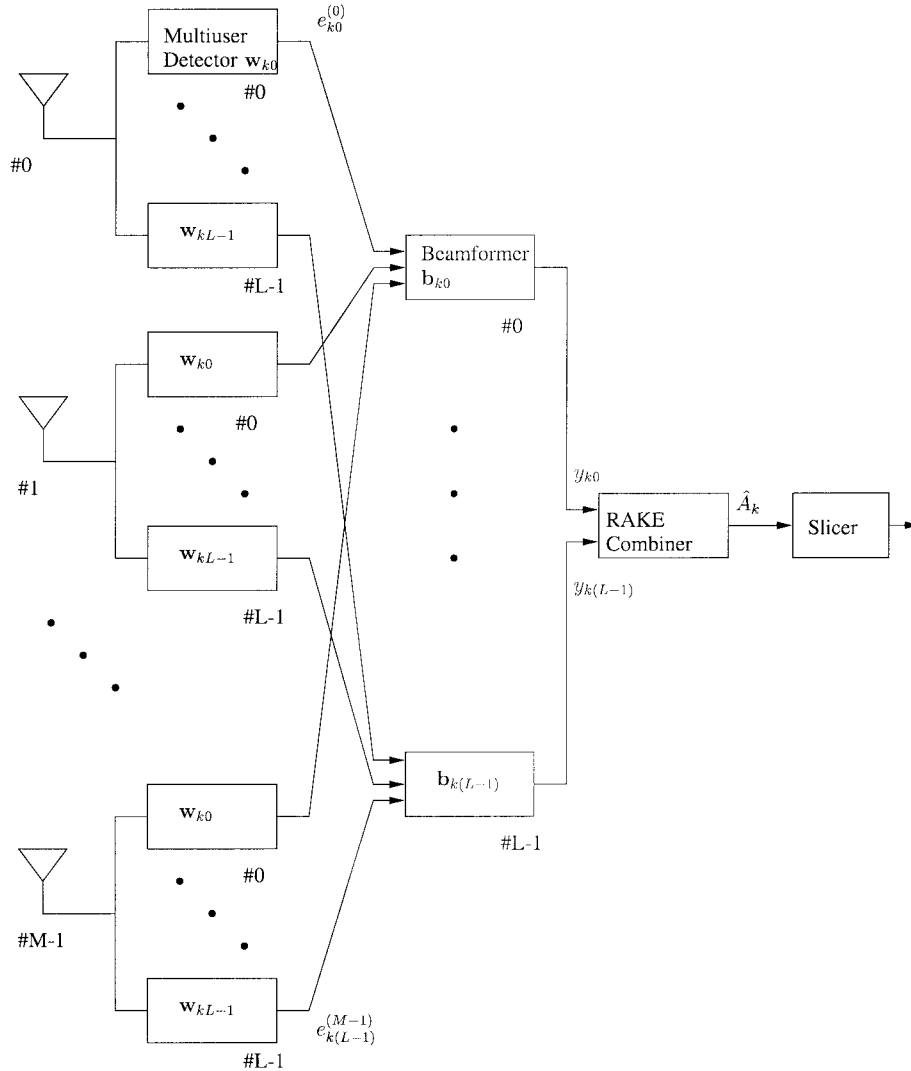 e_{k0}^{(0)}
Multiuser
Detector w_{k0}
#0
#0
w_{kL-1}
#L-1
Beamformer
b_{k0}
#0
w_{k0}
#0
#1
w_{kL-1}
#L-1
y_{k0}
RAKE
Combiner
Â_k
Slicer
y_{k(L-1)}
w_{k0}
#0
b_{k(L-1)}
#L-1
#M-1
w_{kL-1}
#L-1
e_{k(L-1)}^{(M-1)}